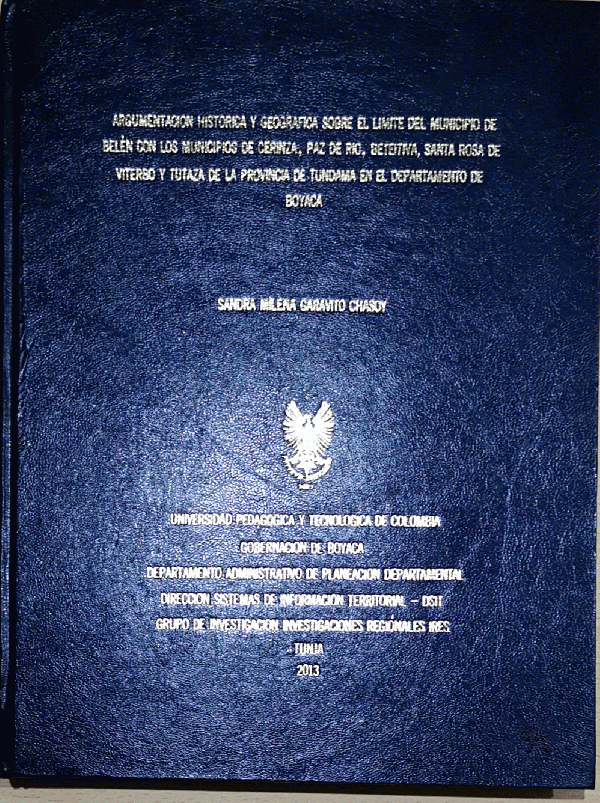 ARGUMENTACION HISTORICA Y GEOGRAFICA SOBRE EL LIMITE DEL MUNICIPIO DE
BELÉN CON LOS MUNICIPIOS DE CERINZA, PAZ DE RIO, BETEITIVA, SANTA ROSA DE
VITERBO Y TUTAZA DE LA PROVINCIA DE TUNDAMA EN EL DEPARTAMENTO DE
BOYACA
SANDRA MILENA GARAVITO CHASOY
UNIVERSIDAD PEDAGOGICA Y TECNOLOGICA DE COLOMBIA
GOBERNACION DE BOYACA
DEPARTAMENTO ADMINISTRATIVO DE PLANEACION DEPARTAMENTAL
DIRECCION SISTEMAS DE INFORMACIÓN TERRITORIAL – DSIT
GRUPO DE INVESTIGACION INVESTIGACIONES REGIONALES IRES
TUNJA
2013